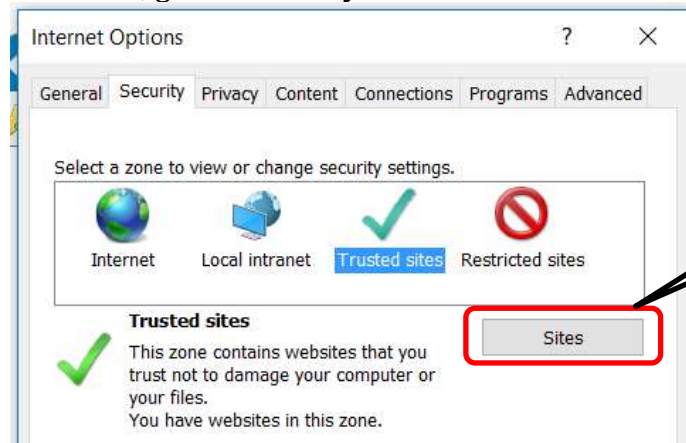 Internet Options ? ×
General Security Privacy Content Connections Programs Advanced
Select a zone to view or change security settings.
Internet Local intranet Trusted sites Restricted sites
Trusted sites
Sites
This zone contains websites that you
trust not to damage your computer or
your files.
You have websites in this zone.